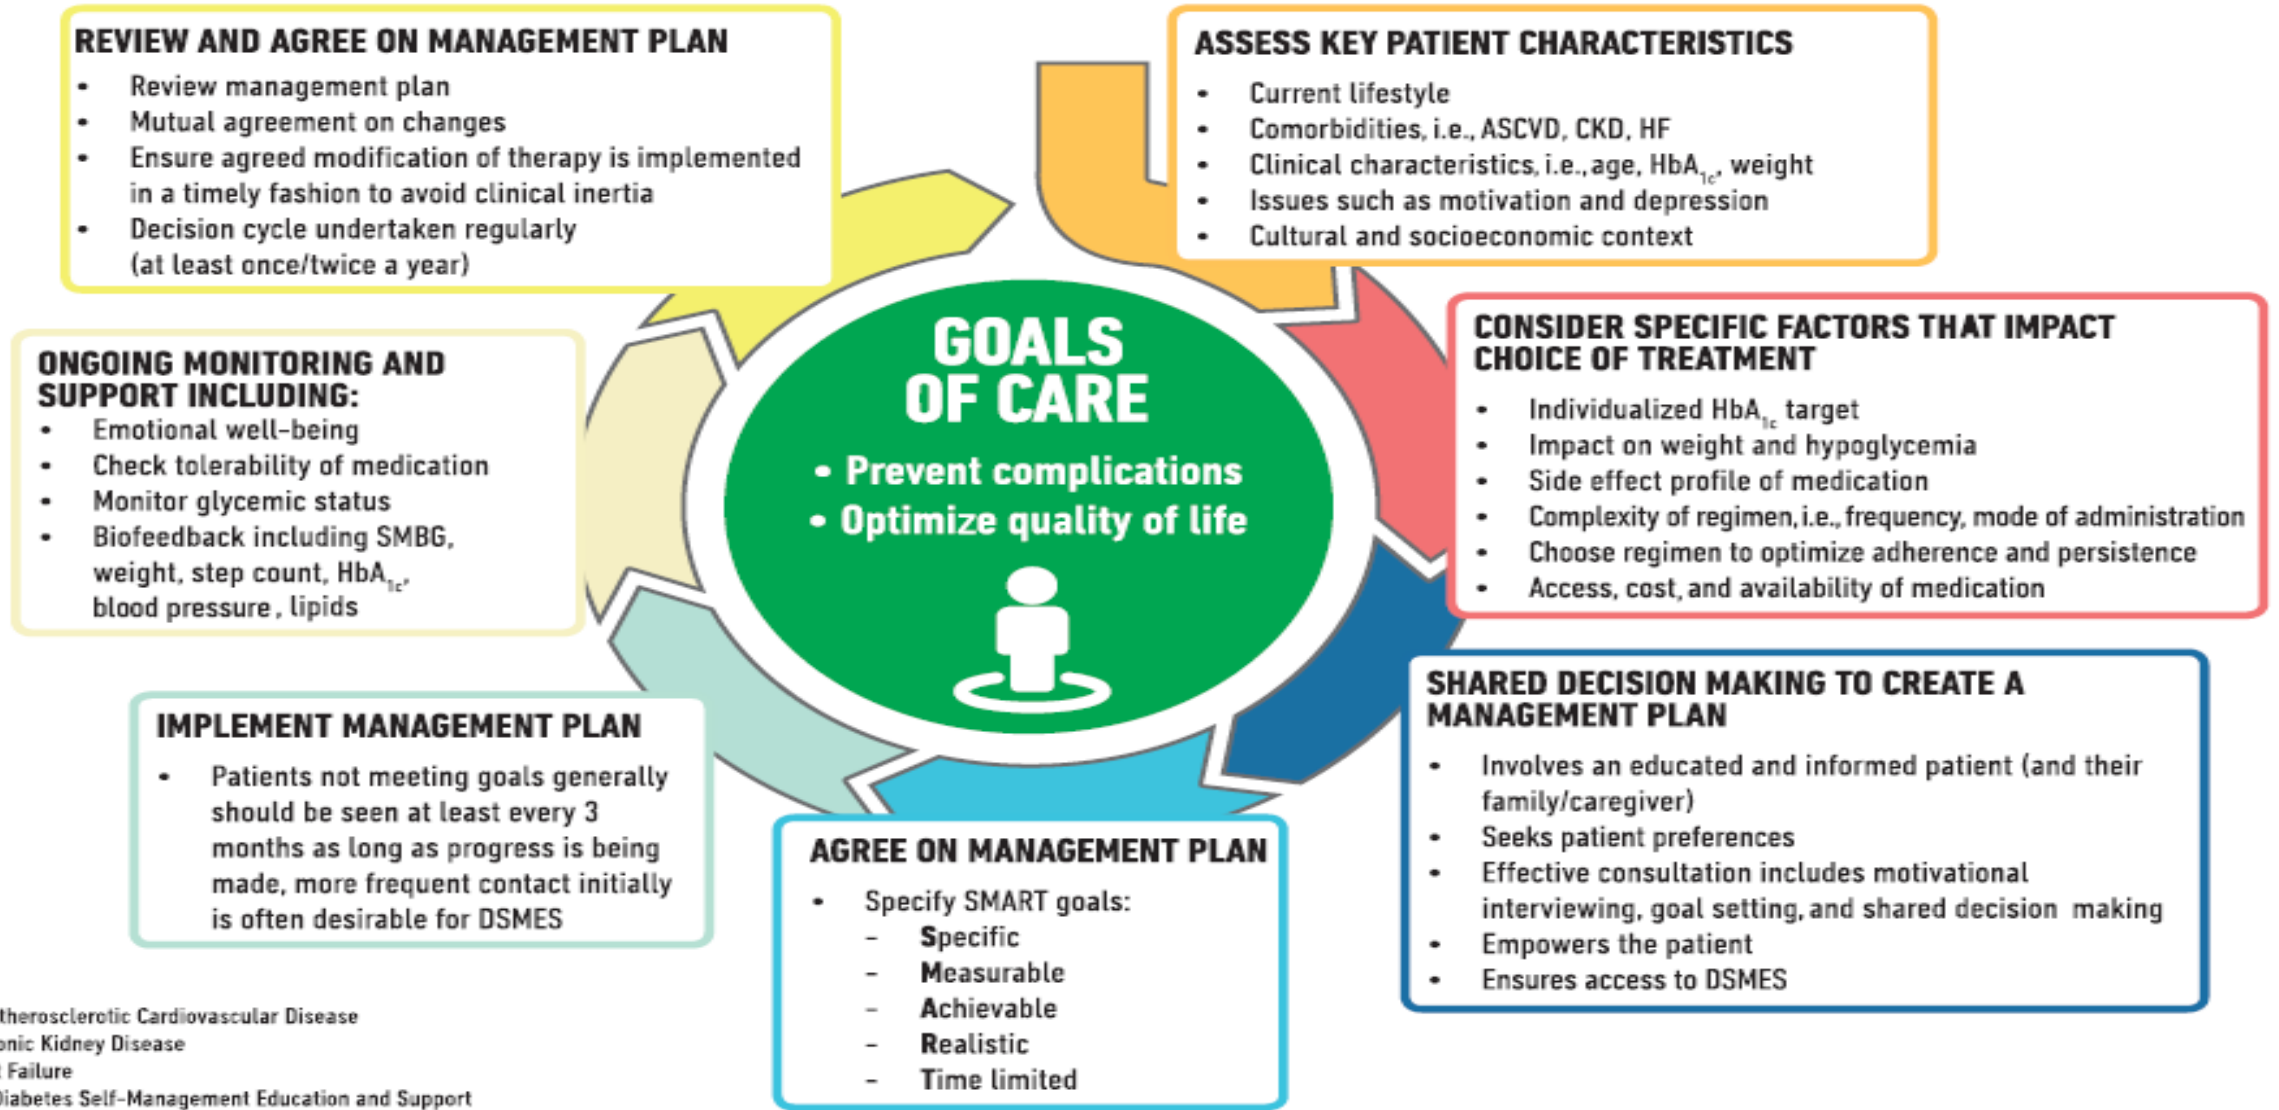 REVIEW AND AGREE ON MANAGEMENT PLAN
• Review management plan
• Mutual agreement on changes
• Ensure agreed modification of therapy is implemented
in a timely fashion to avoid clinical inertia
• Decision cycle undertaken regularly
(at least once/twice a year)
ASSESS KEY PATIENT CHARACTERISTICS
• Current lifestyle
• Comorbidities, i.e., ASCVD, CKD, HF
• Clinical characteristics, i.e., age, HbA1c, weight
• Issues such as motivation and depression
• Cultural and socioeconomic context
CONSIDER SPECIFIC FACTORS THAT IMPACT
CHOICE OF TREATMENT
• Individualized HbA1c target
• Impact on weight and hypoglycemia
• Side effect profile of medication
• Complexity of regimen, i.e., frequency, mode of administration
• Choose regimen to optimize adherence and persistence
• Access, cost, and availability of medication
SHARED DECISION MAKING TO CREATE A
MANAGEMENT PLAN
• Involves an educated and informed patient (and their
family/caregiver)
• Seeks patient preferences
• Effective consultation includes motivational
interviewing, goal setting, and shared decision making
• Empowers the patient
• Ensures access to DSMES
AGREE ON MANAGEMENT PLAN
• Specify SMART goals:
– Specific
– Measurable
– Achievable
– Realistic
– Time limited
IMPLEMENT MANAGEMENT PLAN
• Patients not meeting goals generally
should be seen at least every 3
months as long as progress is being
made, more frequent contact initially
is often desirable for DSMES
ONGOING MONITORING AND
SUPPORT INCLUDING:
• Emotional well-being
• Check tolerability of medication
• Monitor glycemic status
• Biofeedback including SMBG,
weight, step count, HbA1c,
blood pressure, lipids
GOALS
OF CARE
• Prevent complications
• Optimize quality of life
therosclerotic Cardiovascular Disease
onic Kidney Disease
Failure
Diabetes Self-Management Education and Support